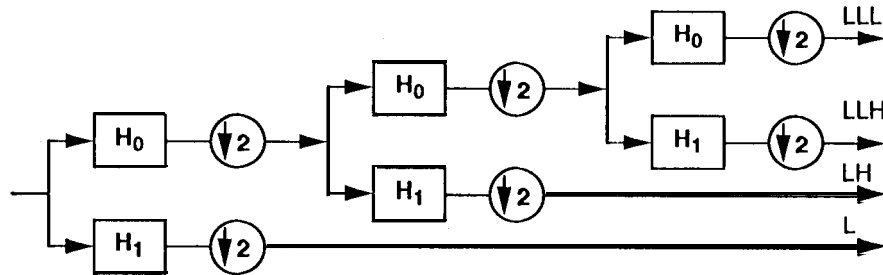 H₀ ↓2 LLL
H₀ ↓2
H₁ ↓2 LLH
H₀ ↓2
H₁ ↓2 LH
H₁ ↓2 L